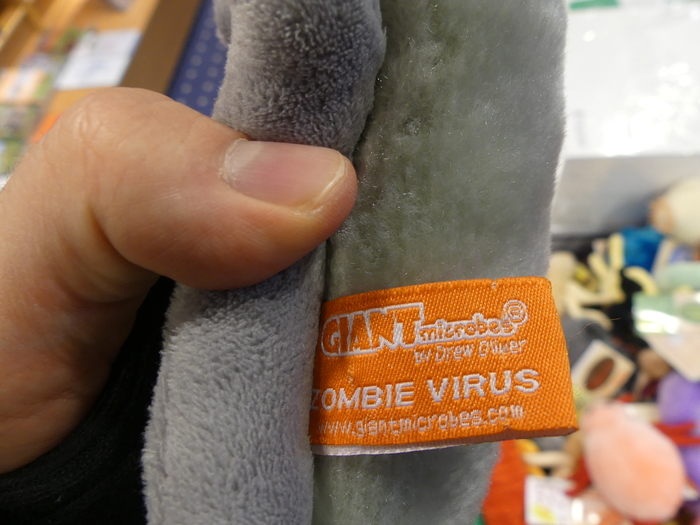 GIANTmicrobes®
by Drew Oliver
ZOMBIE VIRUS
www.giantmicrobes.com